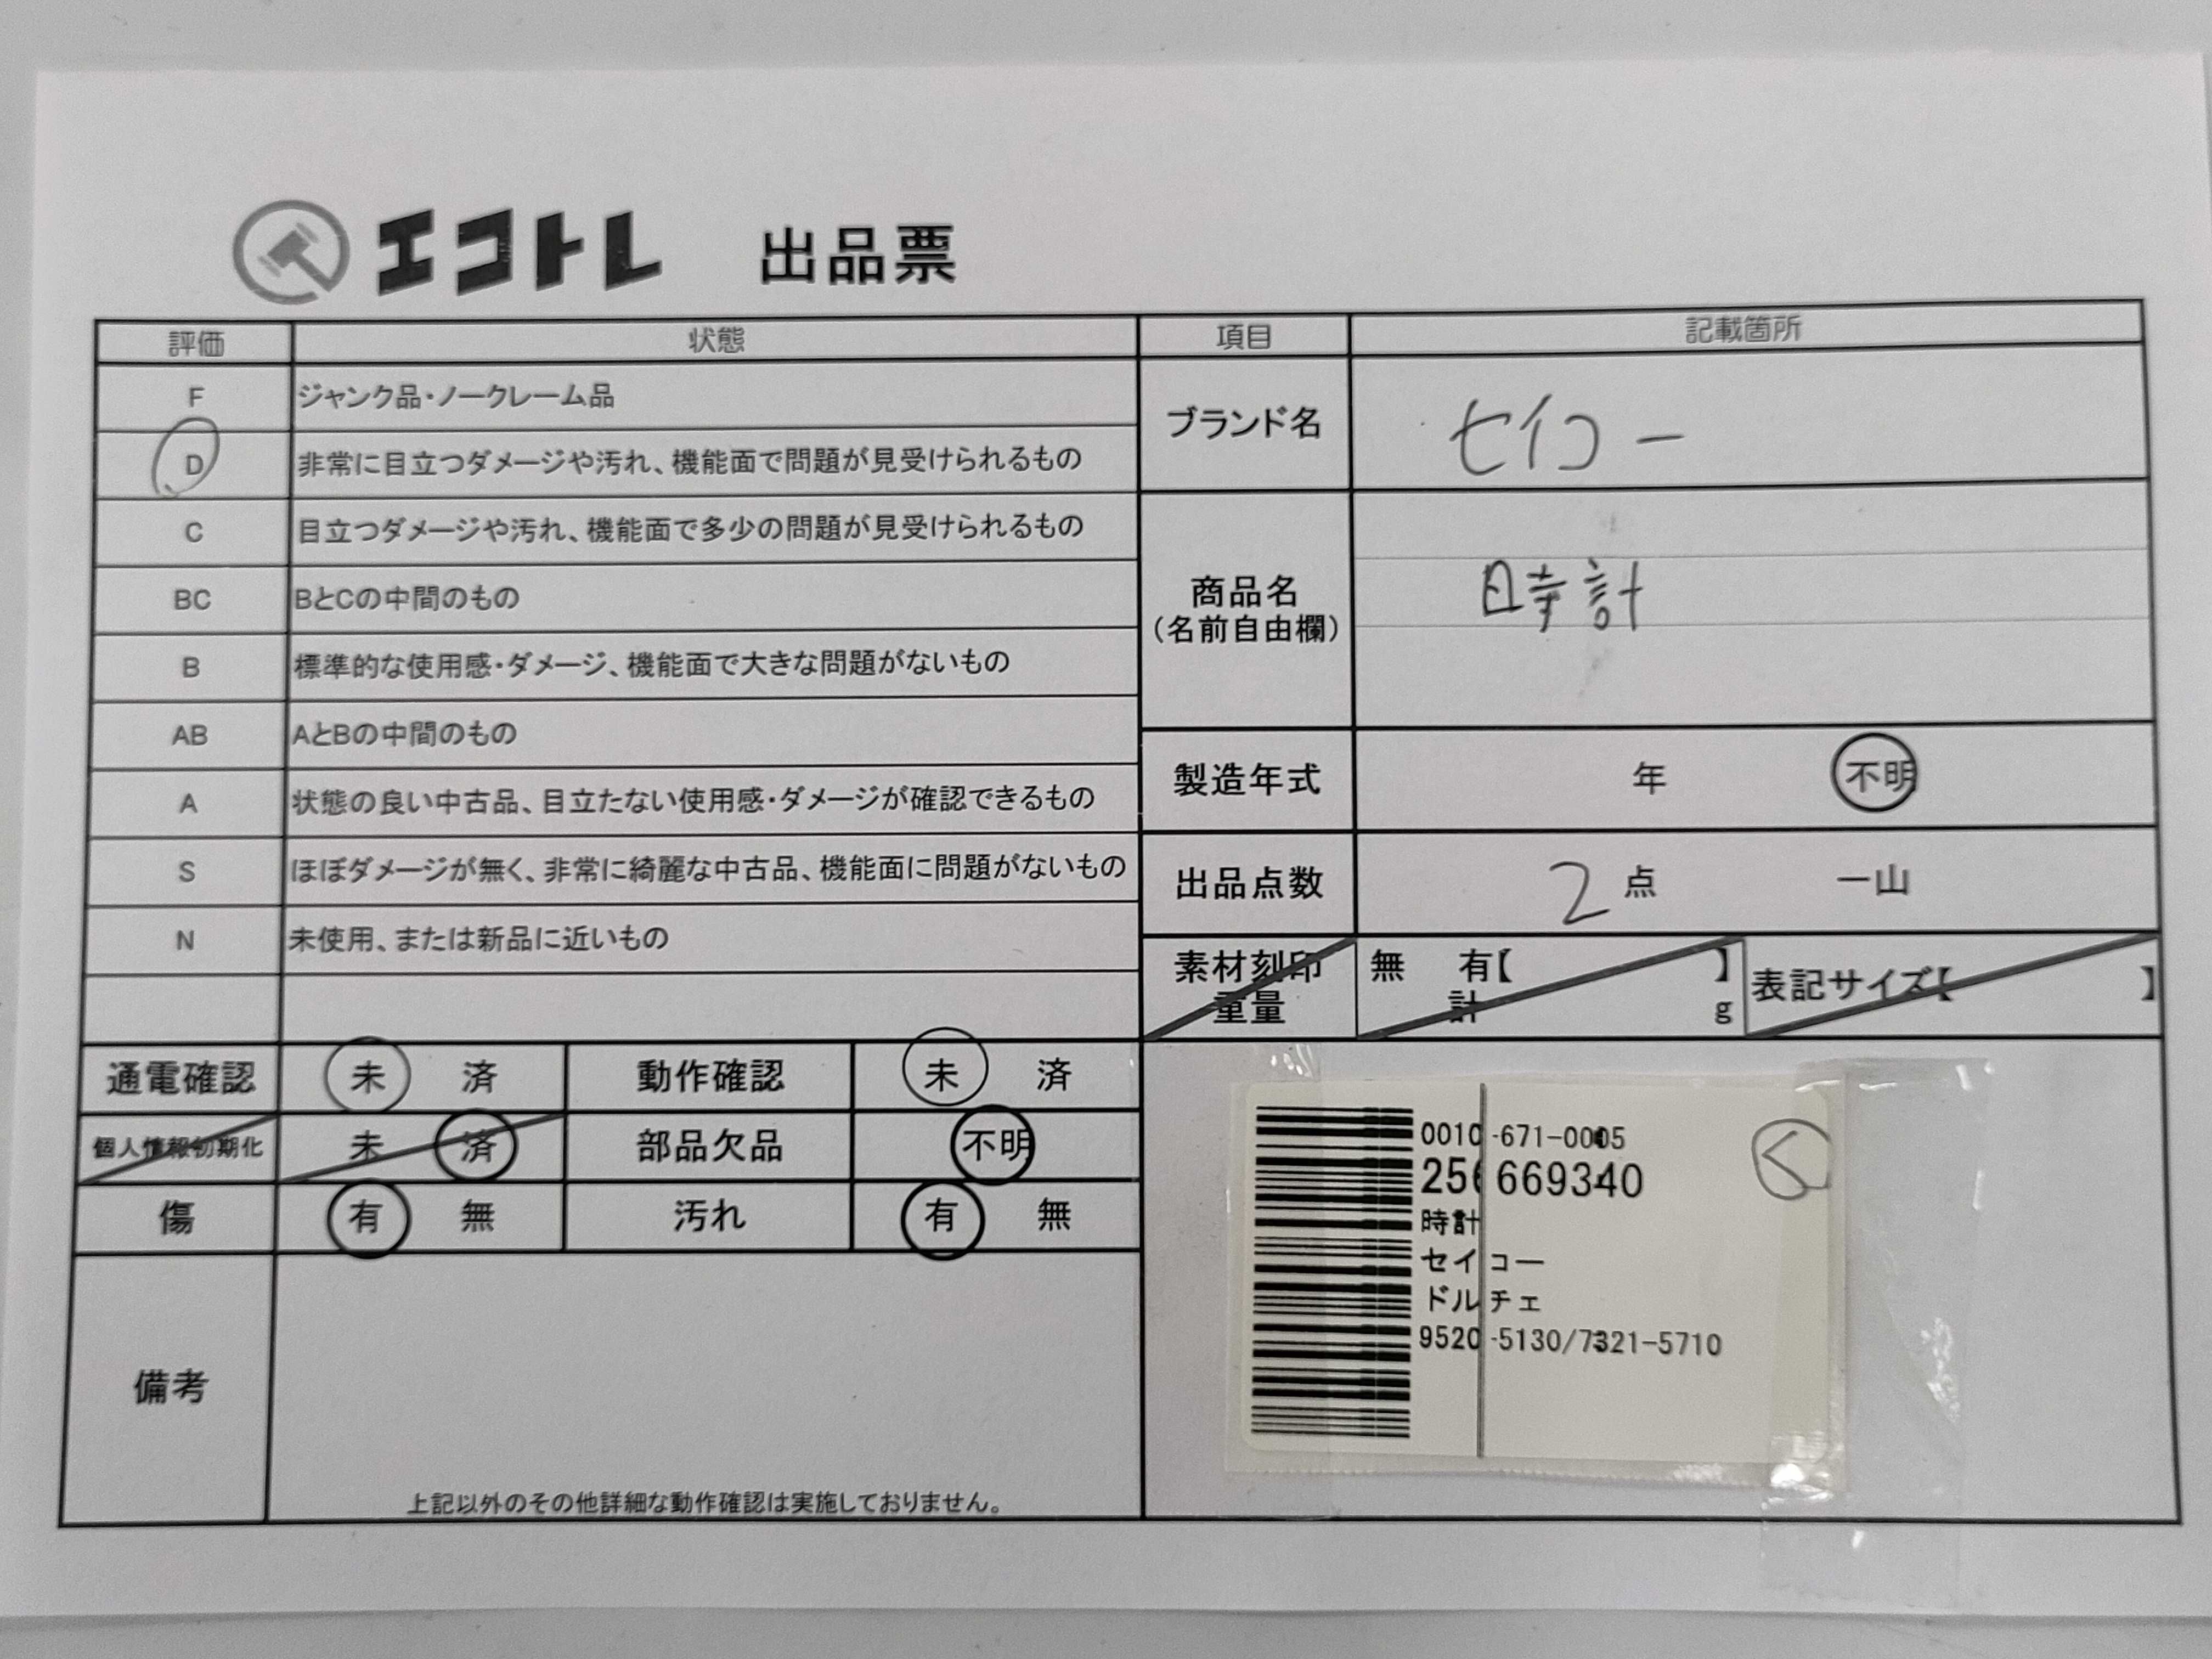 エコトレ 出品票
評価 状態 項目 記載箇所
F ジャンク品・ノークレーム品
D 非常に目立つダメージや汚れ、機能面で問題が見受けられるもの
C 目立つダメージや汚れ、機能面で多少の問題が見受けられるもの
BC BとCの中間のもの
B 標準的な使用感・ダメージ、機能面で大きな問題がないもの
AB AとBの中間のもの
A 状態の良い中古品、目立たない使用感・ダメージが確認できるもの
S ほぼダメージが無く、非常に綺麗な中古品、機能面に問題がないもの
N 未使用、または新品に近いもの
ブランド名 セイコー
商品名
(名前自由欄)
時計
製造年式 年 不明
出品点数 2点 一山
素材刻印 無 有【 】
重量 計 g
表記サイズ【 】
通電確認 未 済 動作確認 未 済
個人情報初期化 未 済 部品欠品 不明
傷 有 無 汚れ 有 無
備考
上記以外のその他詳細な動作確認は実施しておりません。
0010-671-0005
256669340
時計
セイコー
ドルチェ
9520-5130/7321-5710
く